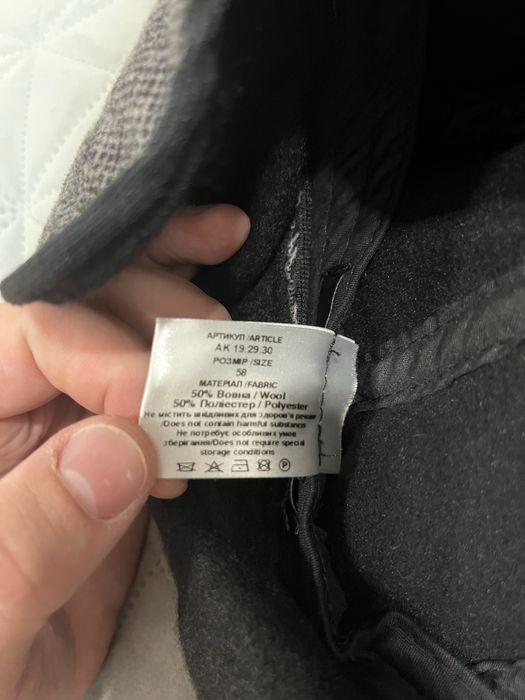 АРТИКУЛ /ARTICLE
AK 19.29.30
РОЗМІР /SIZE
58
МАТЕРІАЛ /FABRIC
50% Вовна / Wool
50% Поліестер / Polyester
Не містить шкідливих для здоров'я речовин
/Does not contain harmful substances
Не потребує особливих умов
зберігання/Does not require special
storage conditions
P